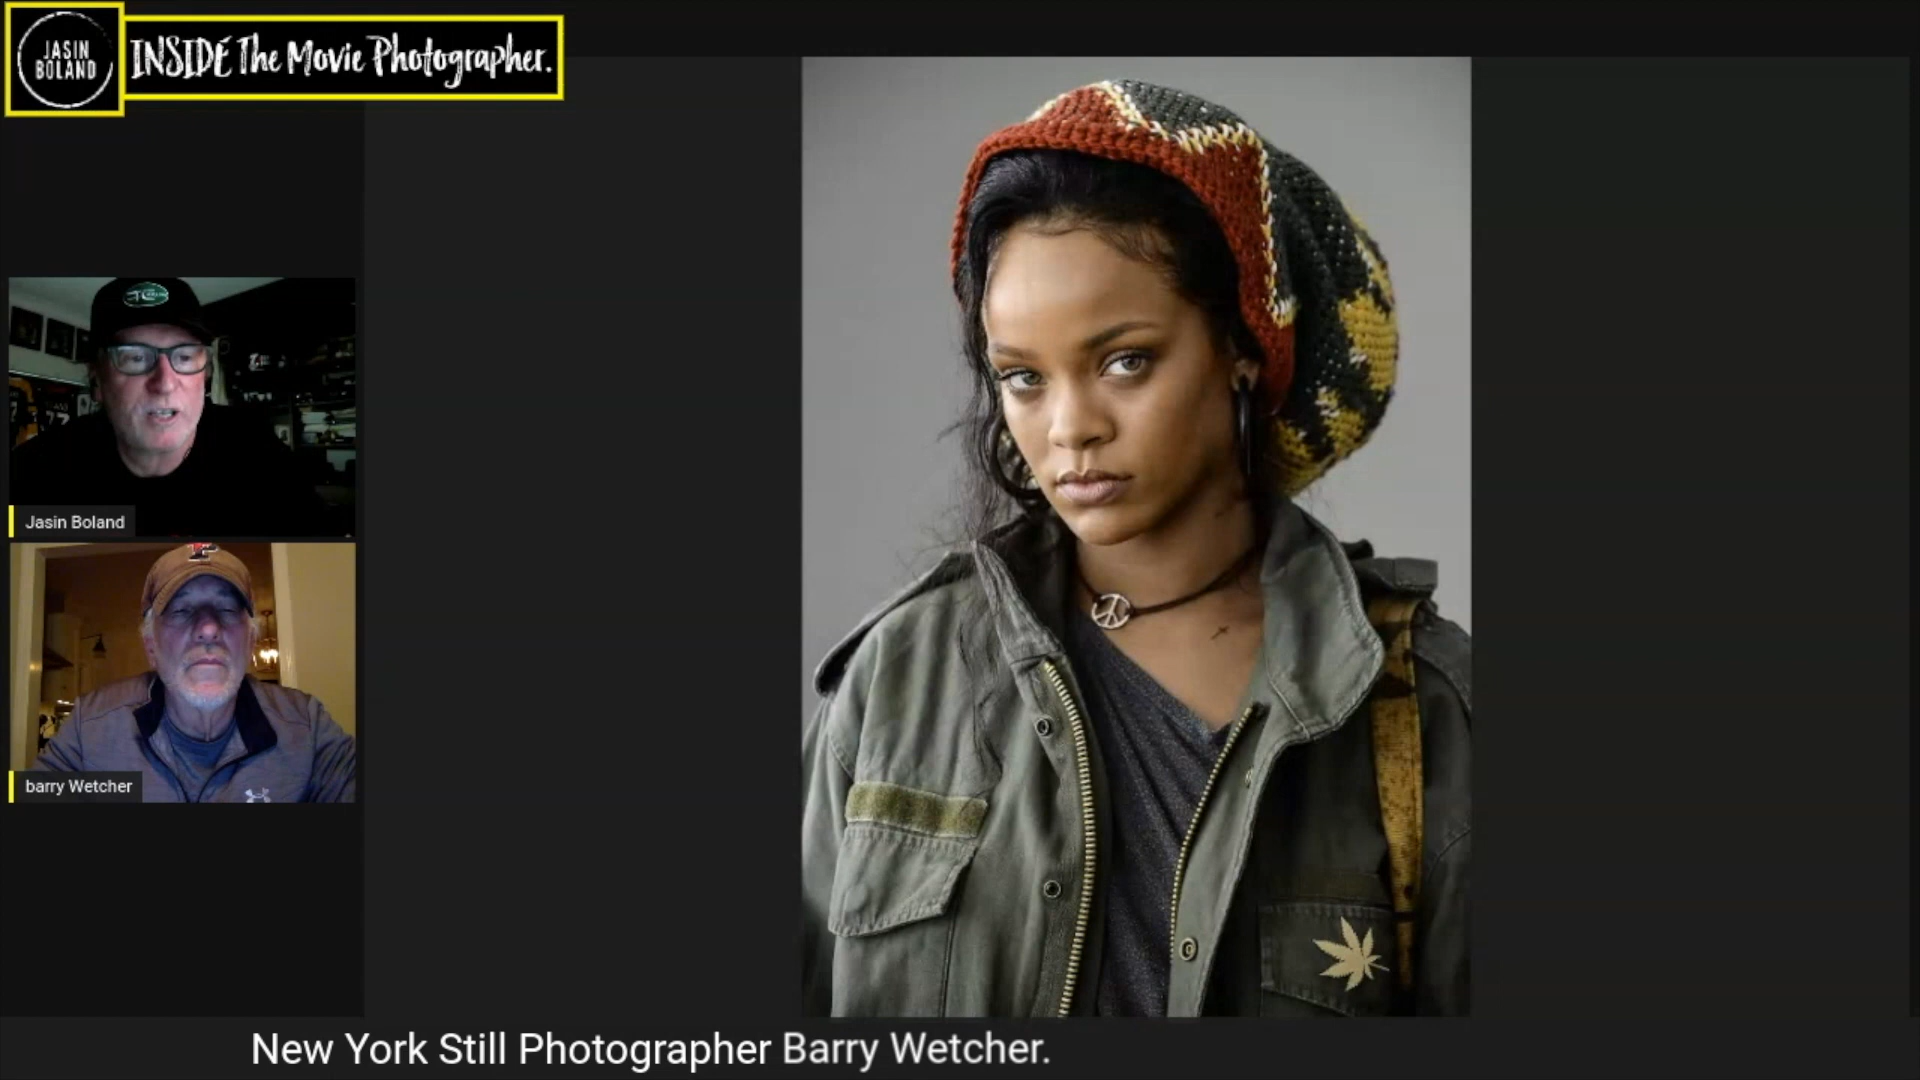 JASIN
BOLAND
INSIDE The Movie Photographer.
Jasin Boland
barry Wetcher
New York Still Photographer Barry Wetcher.